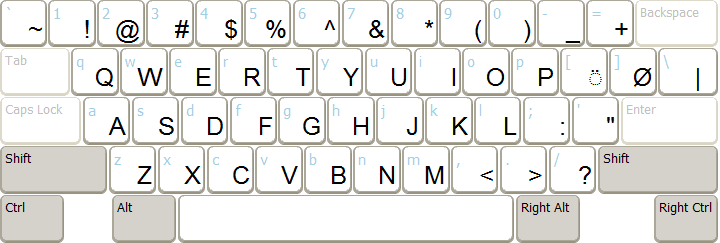 ` ~ 1 ! 2 @ 3 # 4 $ 5 % 6 ^ 7 & 8 * 9 ( 0 ) - _ = + Backspace
Tab q Q w W e E r R t T y Y u U i I o O p P [ ◌̈ ] Ø \ |
Caps Lock a A s S d D f F g G h H j J k K l L ; : ' " Enter
Shift z Z x X c C v V b B n N m M , < . > / ? Shift
Ctrl Alt Right Alt Right Ctrl